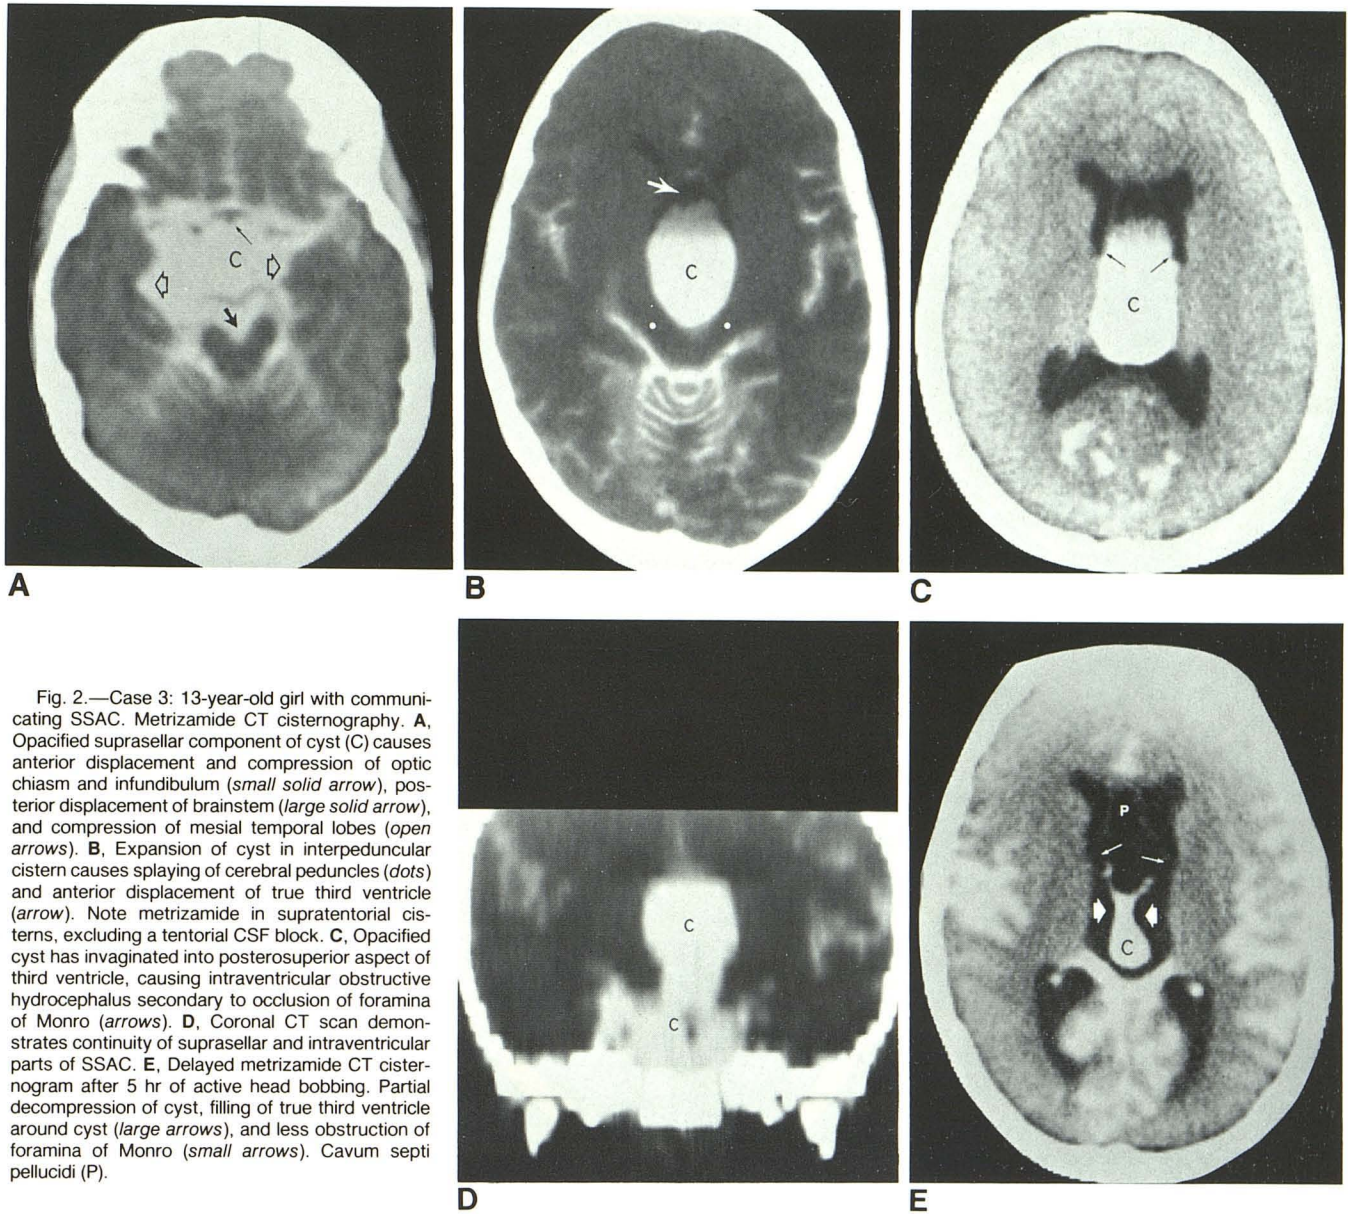 C
A
C
B
C
C
Fig. 2.—Case 3: 13-year-old girl with communi-
cating SSAC. Metrizamide CT cisternography. A,
Opacified suprasellar component of cyst (C) causes
anterior displacement and compression of optic
chiasm and infundibulum (small solid arrow), pos-
terior displacement of brainstem (large solid arrow),
and compression of mesial temporal lobes (open
arrows). B, Expansion of cyst in interpeduncular
cistern causes splaying of cerebral peduncles (dots)
and anterior displacement of true third ventricle
(arrow). Note metrizamide in supratentorial cis-
terns, excluding a tentorial CSF block. C, Opacified
cyst has invaginated into posterosuperior aspect of
third ventricle, causing intraventricular obstructive
hydrocephalus secondary to occlusion of foramina
of Monro (arrows). D, Coronal CT scan demon-
strates continuity of suprasellar and intraventricular
parts of SSAC. E, Delayed metrizamide CT cister-
nogram after 5 hr of active head bobbing. Partial
decompression of cyst, filling of true third ventricle
around cyst (large arrows), and less obstruction of
foramina of Monro (small arrows). Cavum septi
pellucidi (P).
C
C
D
P
C
E